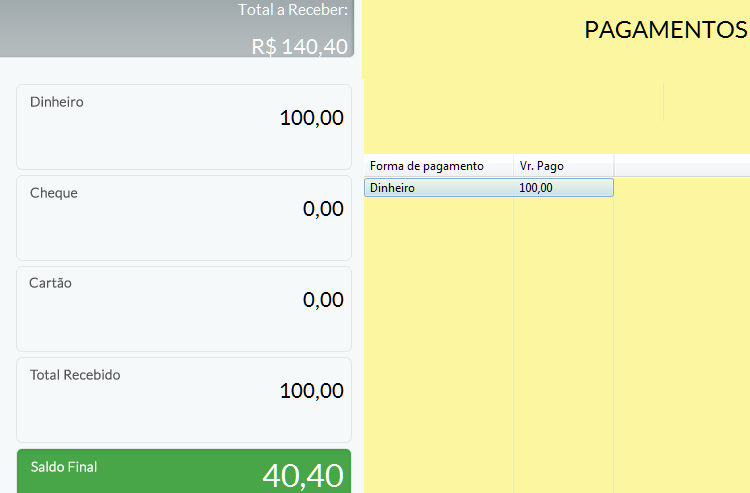 Total a Receber:
R$ 140,40
Dinheiro
100,00
Cheque
0,00
Cartão
0,00
Total Recebido
100,00
Saldo Final
40,40
PAGAMENTOS
Forma de pagamento Vr. Pago
Dinheiro 100,00